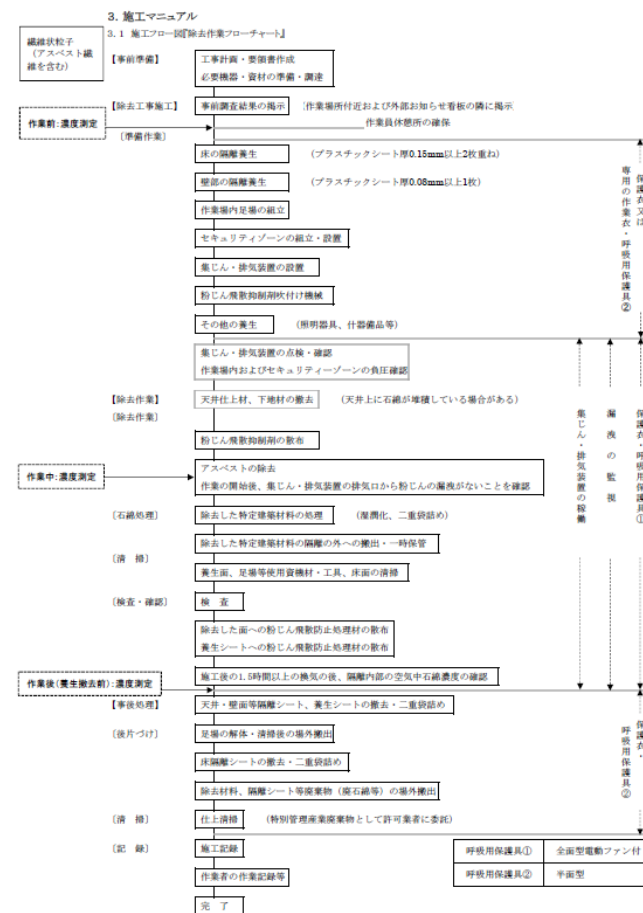 3. 施工マニュアル
3.1 施工フロー図『除去作業フローチャート』
繊維状粒子
（アスベスト繊
維を含む）
【事前準備】
工事計画・要領書作成
必要機器・資材の準備・調達
【除去工事施工】
事前調査結果の掲示
［作業場所付近および外部お知らせ看板の隣に掲示
作業前：濃度測定
作業員休憩所の確保
〔準備作業〕
床の隔離養生
（プラスチックシート厚0.15mm以上2枚重ね）
壁部の隔離養生
（プラスチックシート厚0.08mm以上1枚）
作業場内足場の組立
セキュリティゾーンの組立・設置
集じん・排気装置の設置
粉じん飛散抑制剤吹付け機械
その他の養生
（照明器具、什器備品等）
保護衣又は
専用の作業衣・呼吸用保護具②
集じん・排気装置の点検・確認
作業場内およびセキュリティーゾーンの負圧確認
【除去作業】
天井仕上材、下地材の撤去
（天井上に石綿が堆積している場合がある）
〔除去作業〕
粉じん飛散抑制剤の散布
作業中：濃度測定
アスベストの除去
作業の開始後、集じん・排気装置の排気口から粉じんの漏洩がないことを確認
〔石綿処理〕
除去した特定建築材料の処理
（湿潤化、二重袋詰め）
除去した特定建築材料の隔離の外への搬出・一時保管
〔清　掃〕
養生面、足場等使用資機材・工具、床面の清掃
〔検査・確認〕
検　査
除去した面への粉じん飛散防止処理材の散布
養生シートへの粉じん飛散防止処理材の散布
施工後の1.5時間以上の換気の後、隔離内部の空気中石綿濃度の確認
保護衣・呼吸用保護具①
漏洩の監視
集じん・排気装置の稼働
作業後（養生撤去前）：濃度測定
【事後処理】
天井・壁面等隔離シート、養生シートの撤去・二重袋詰め
〔後片づけ〕
足場の解体・清掃後の場外搬出
床隔離シートの撤去・二重袋詰め
除去材料、隔離シート等廃棄物（廃石綿等）の場外搬出
〔清　掃〕
仕上清掃
（特別管理産業廃棄物として許可業者に委託）
保護衣・
呼吸用保護具②
〔記　録〕
施工記録
作業者の作業記録等
完　了
呼吸用保護具①　全面型電動ファン付
呼吸用保護具②　半面型